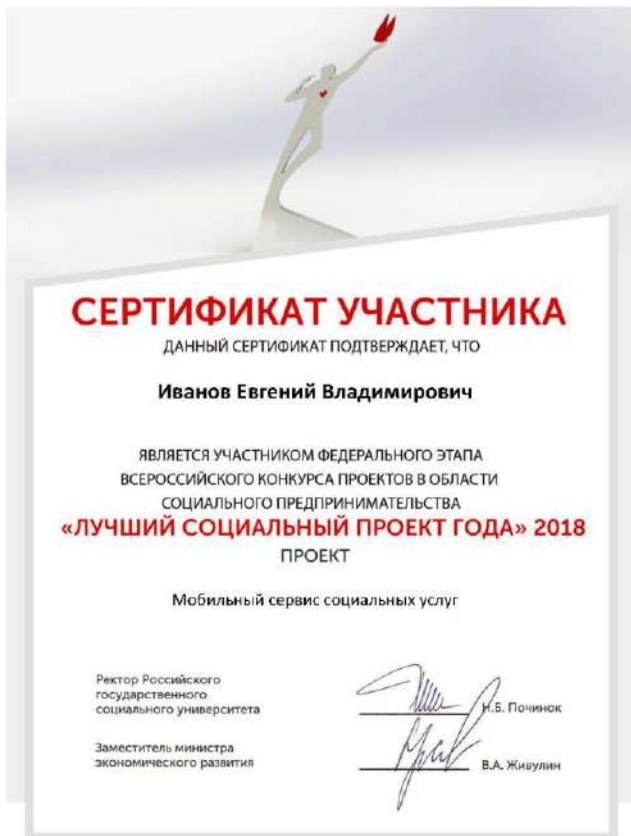 СЕРТИФИКАТ УЧАСТНИКА
ДАННЫЙ СЕРТИФИКАТ ПОДТВЕРЖДАЕТ, ЧТО
Иванов Евгений Владимирович
ЯВЛЯЕТСЯ УЧАСТНИКОМ ФЕДЕРАЛЬНОГО ЭТАПА
ВСЕРОССИЙСКОГО КОНКУРСА ПРОЕКТОВ В ОБЛАСТИ
СОЦИАЛЬНОГО ПРЕДПРИНИМАТЕЛЬСТВА
«ЛУЧШИЙ СОЦИАЛЬНЫЙ ПРОЕКТ ГОДА» 2018
ПРОЕКТ
Мобильный сервис социальных услуг
Ректор Российского
государственного
социального университета
Н.Б. Починок
Заместитель министра
экономического развития
В.А. Живулин